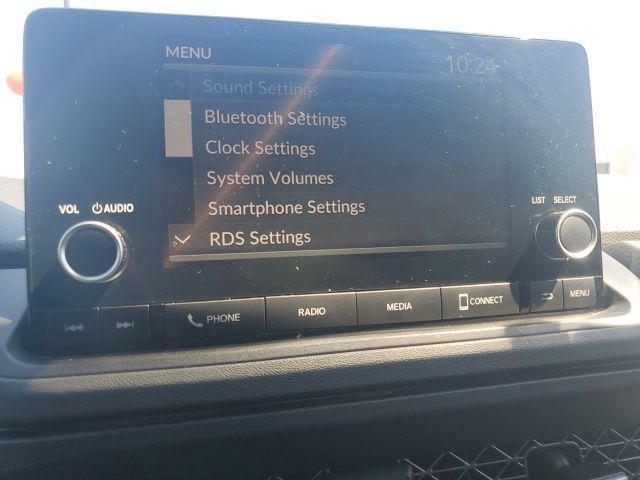 MENU
10:24
Sound Settings
Bluetooth Settings
Clock Settings
System Volumes
Smartphone Settings
RDS Settings
VOL AUDIO
LIST SELECT
PHONE
RADIO
MEDIA
CONNECT
MENU